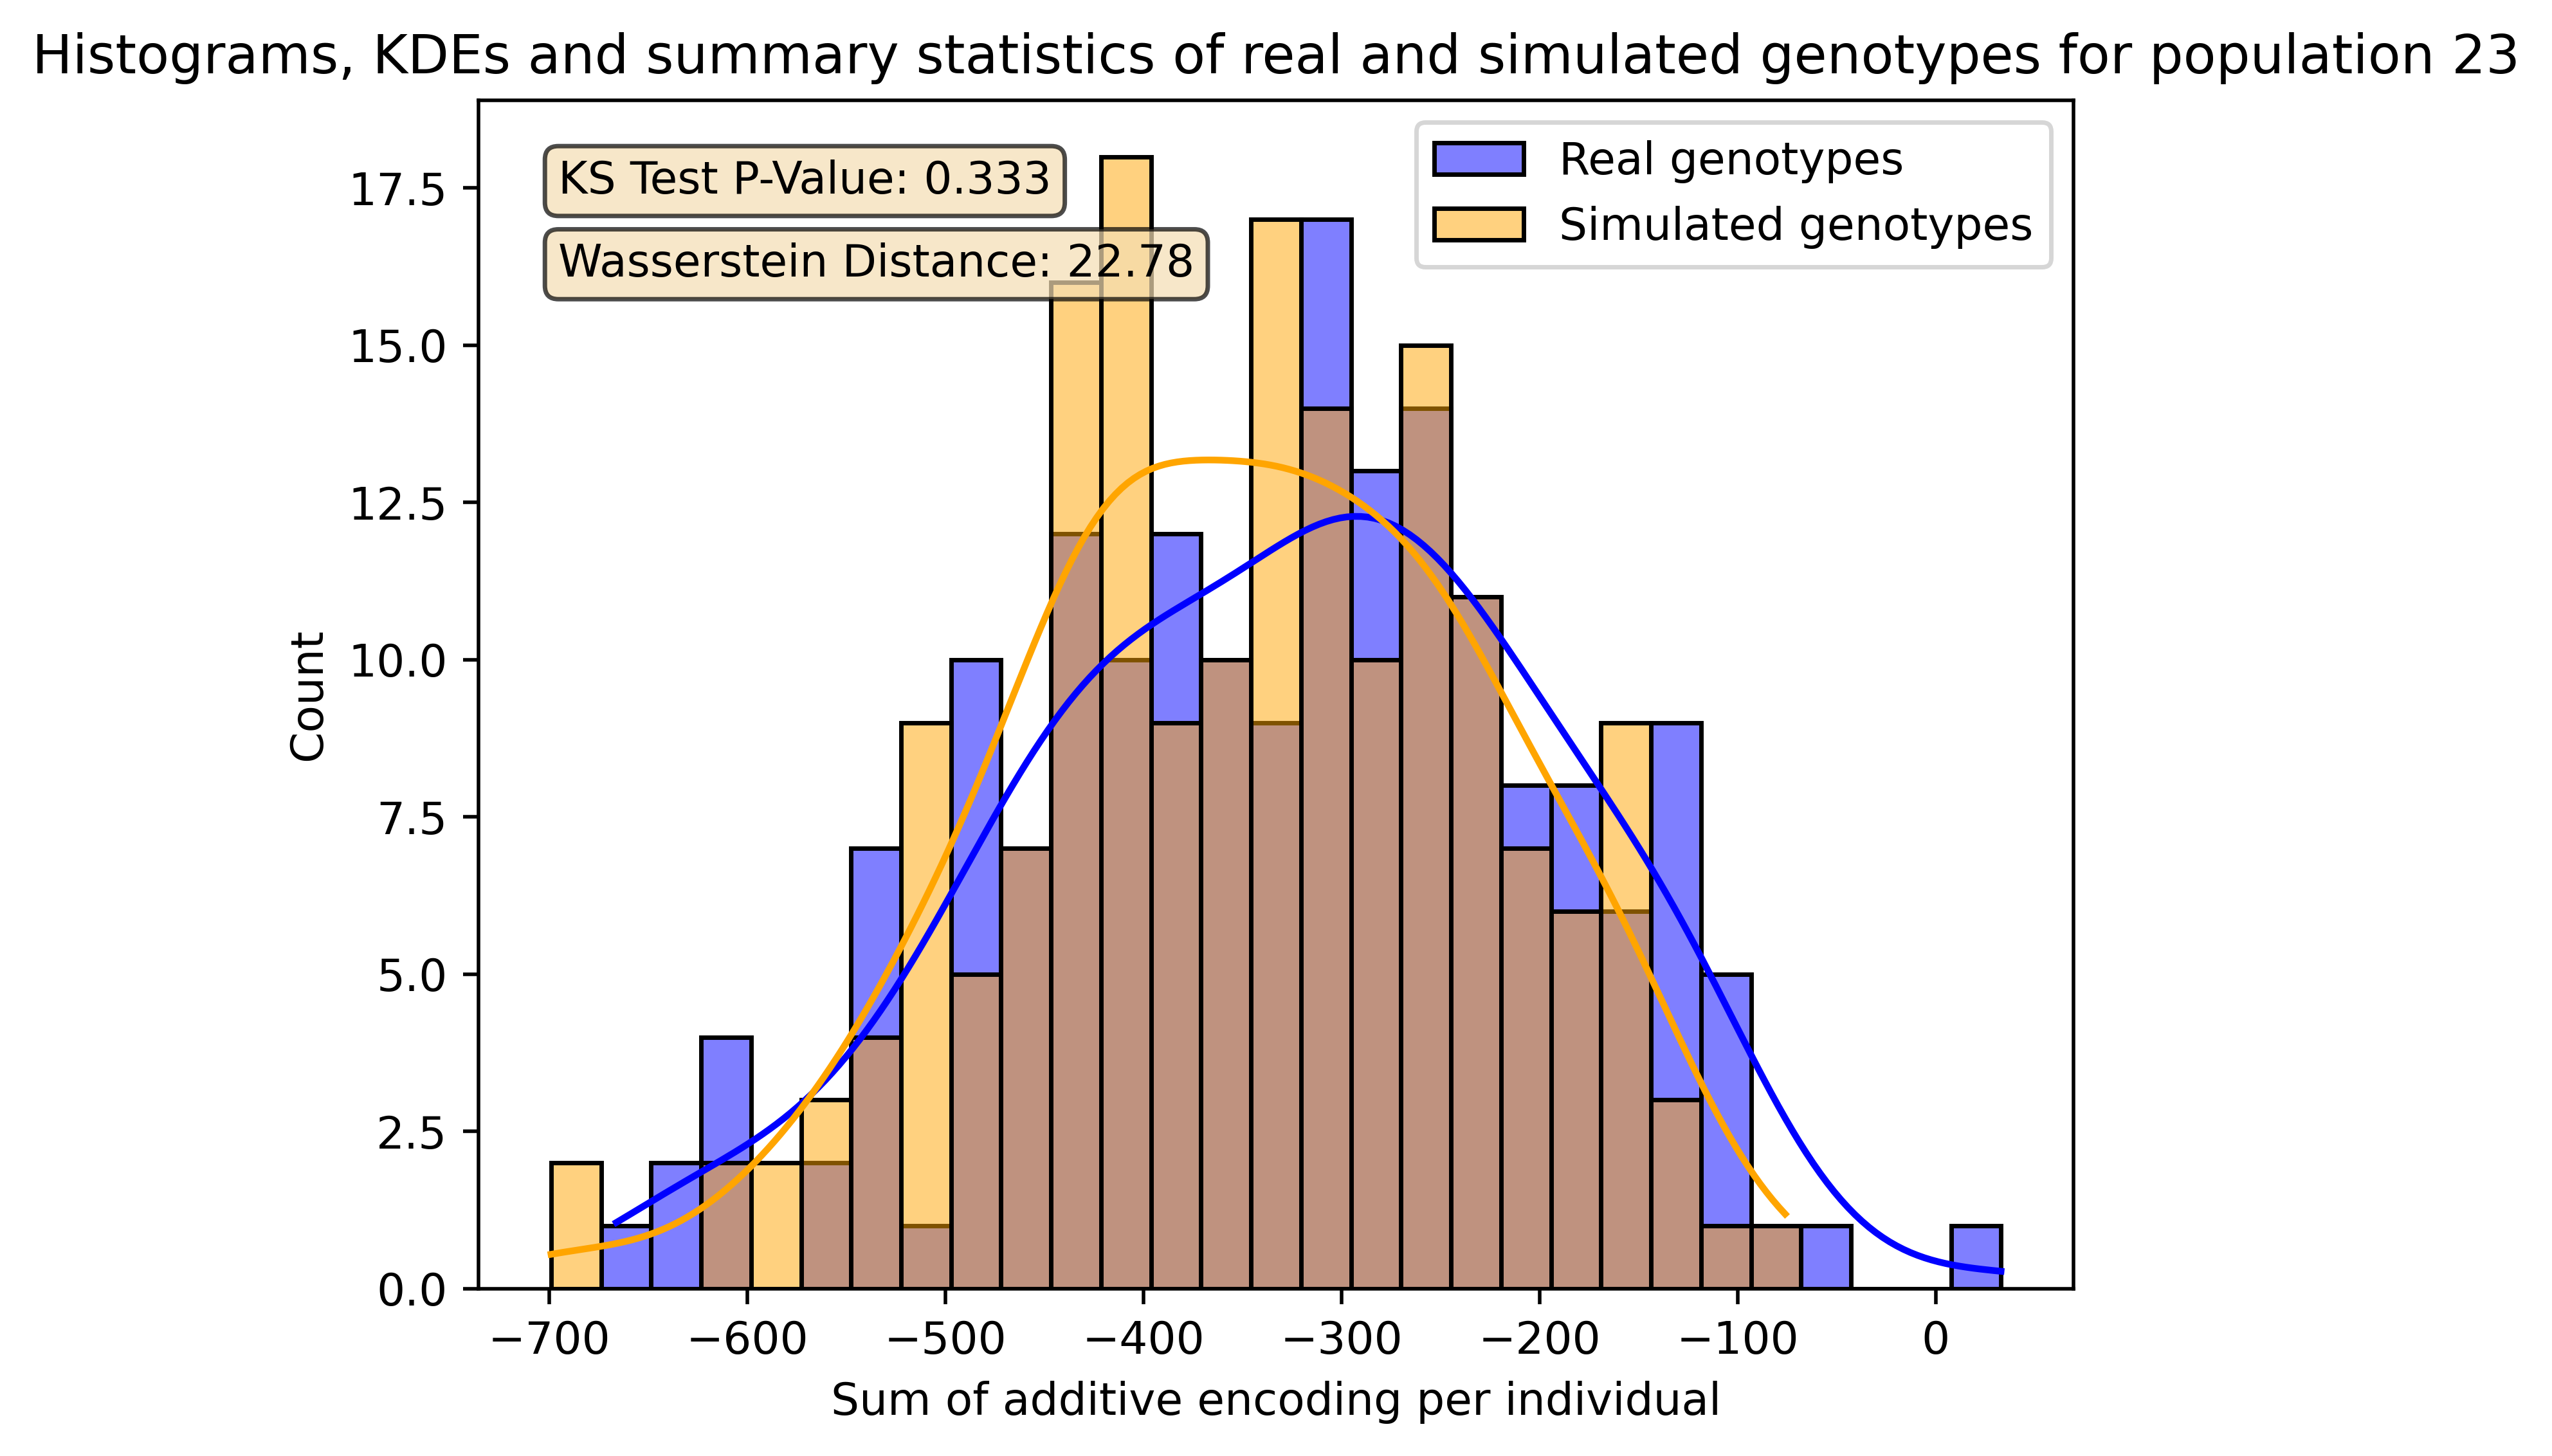 Histograms, KDEs and summary statistics of real and simulated genotypes for population 23
KS Test P-Value: 0.333
Wasserstein Distance: 22.78
Real genotypes
Simulated genotypes
17.5
15.0
12.5
10.0
7.5
5.0
2.5
0.0
Count
−700 −600 −500 −400 −300 −200 −100 0
Sum of additive encoding per individual